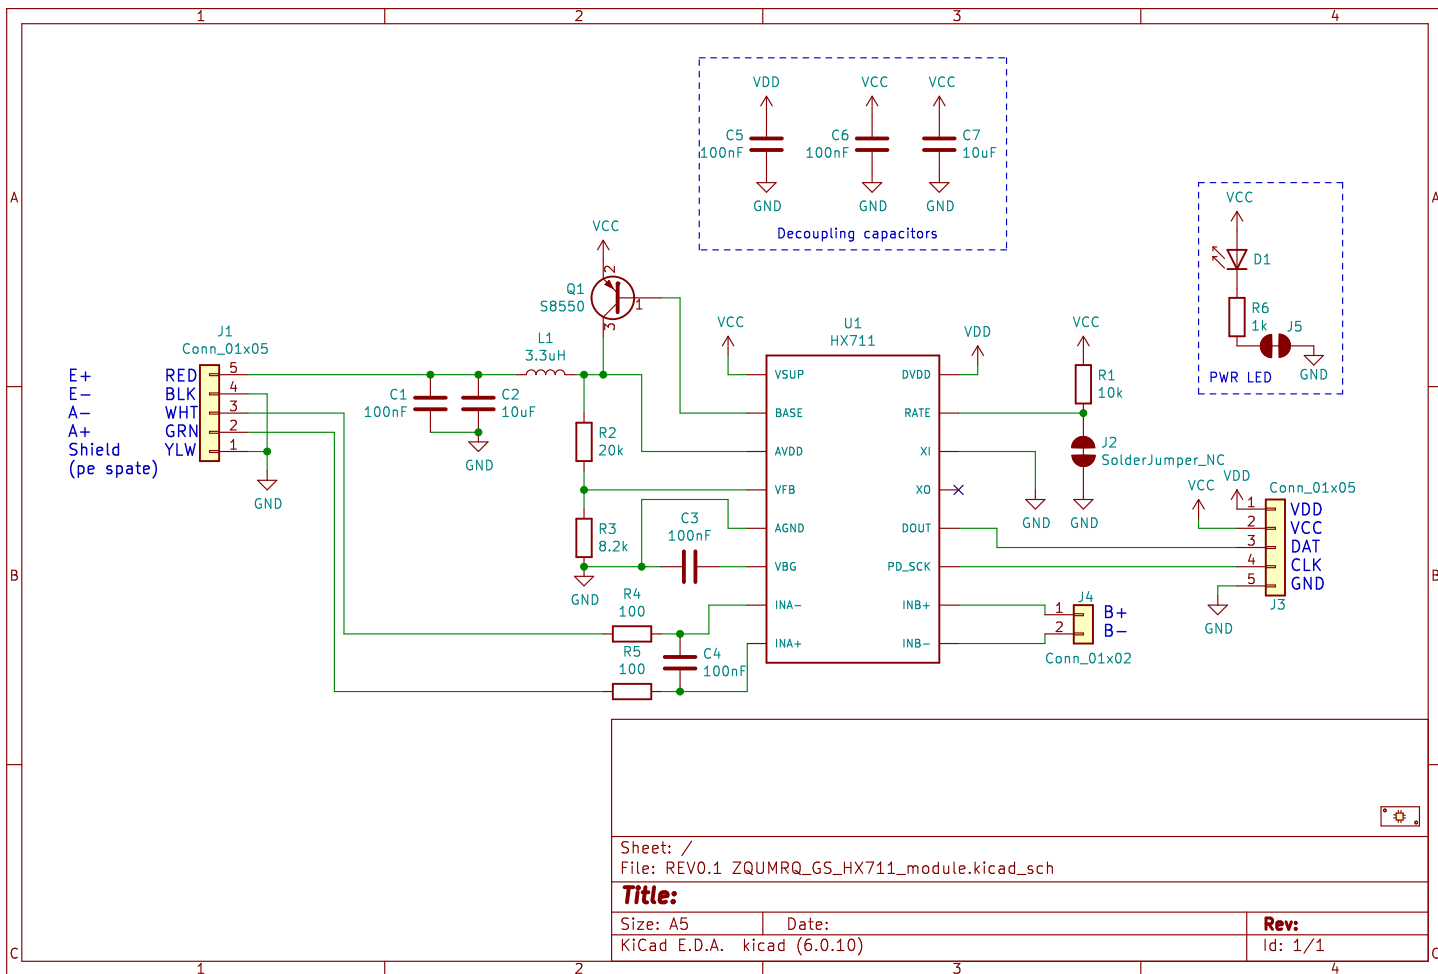 1 2 3 4
A
B
C
A
B
C
1 2 3 4
VDD VCC VCC
C5 100nF
C6 100nF
C7 10uF
GND GND GND
Decoupling capacitors
VCC
D1
R6 1k
J5
GND
PWR LED
VCC
Q1
S8550
2
1
3
J1
Conn_01x05
E+ RED 5
E- BLK 4
A- WHT 3
A+ GRN 2
Shield YLW 1
(pe spate)
GND
L1
3.3uH
C1 100nF
C2 10uF
GND
R2 20k
R3 8.2k
GND
C3
100nF
R4
100
R5
100
C4 100nF
VCC
U1
HX711
VDD
VSUP DVDD
BASE RATE
AVDD XI
VFB XO
AGND DOUT
VBG PD_SCK
INA- INB+
INA+ INB-
VCC
R1 10k
J2
SolderJumper_NC
GND GND
VCC VDD
Conn_01x05
1 VDD
2 VCC
3 DAT
4 CLK
5 GND
J3
GND
J4
1 B+
2 B-
Conn_01x02
Sheet: /
File: REV0.1 ZQUMRQ_GS_HX711_module.kicad_sch
Title:
Size: A5 Date: Rev:
KiCad E.D.A. kicad (6.0.10) Id: 1/1